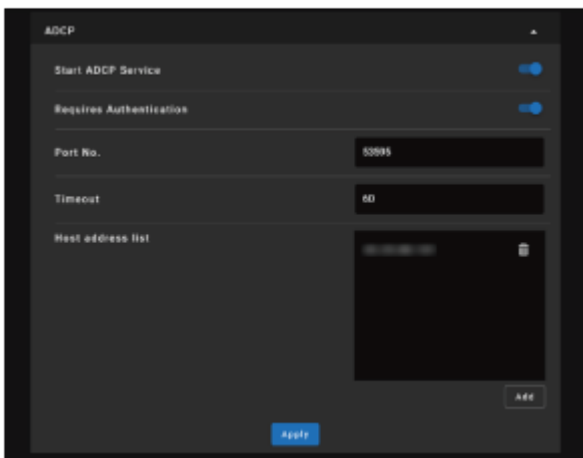 ADCP
Start ADCP Service
Requires Authentication
Port No.
53595
Timeout
60
Host address list
Add
Apply